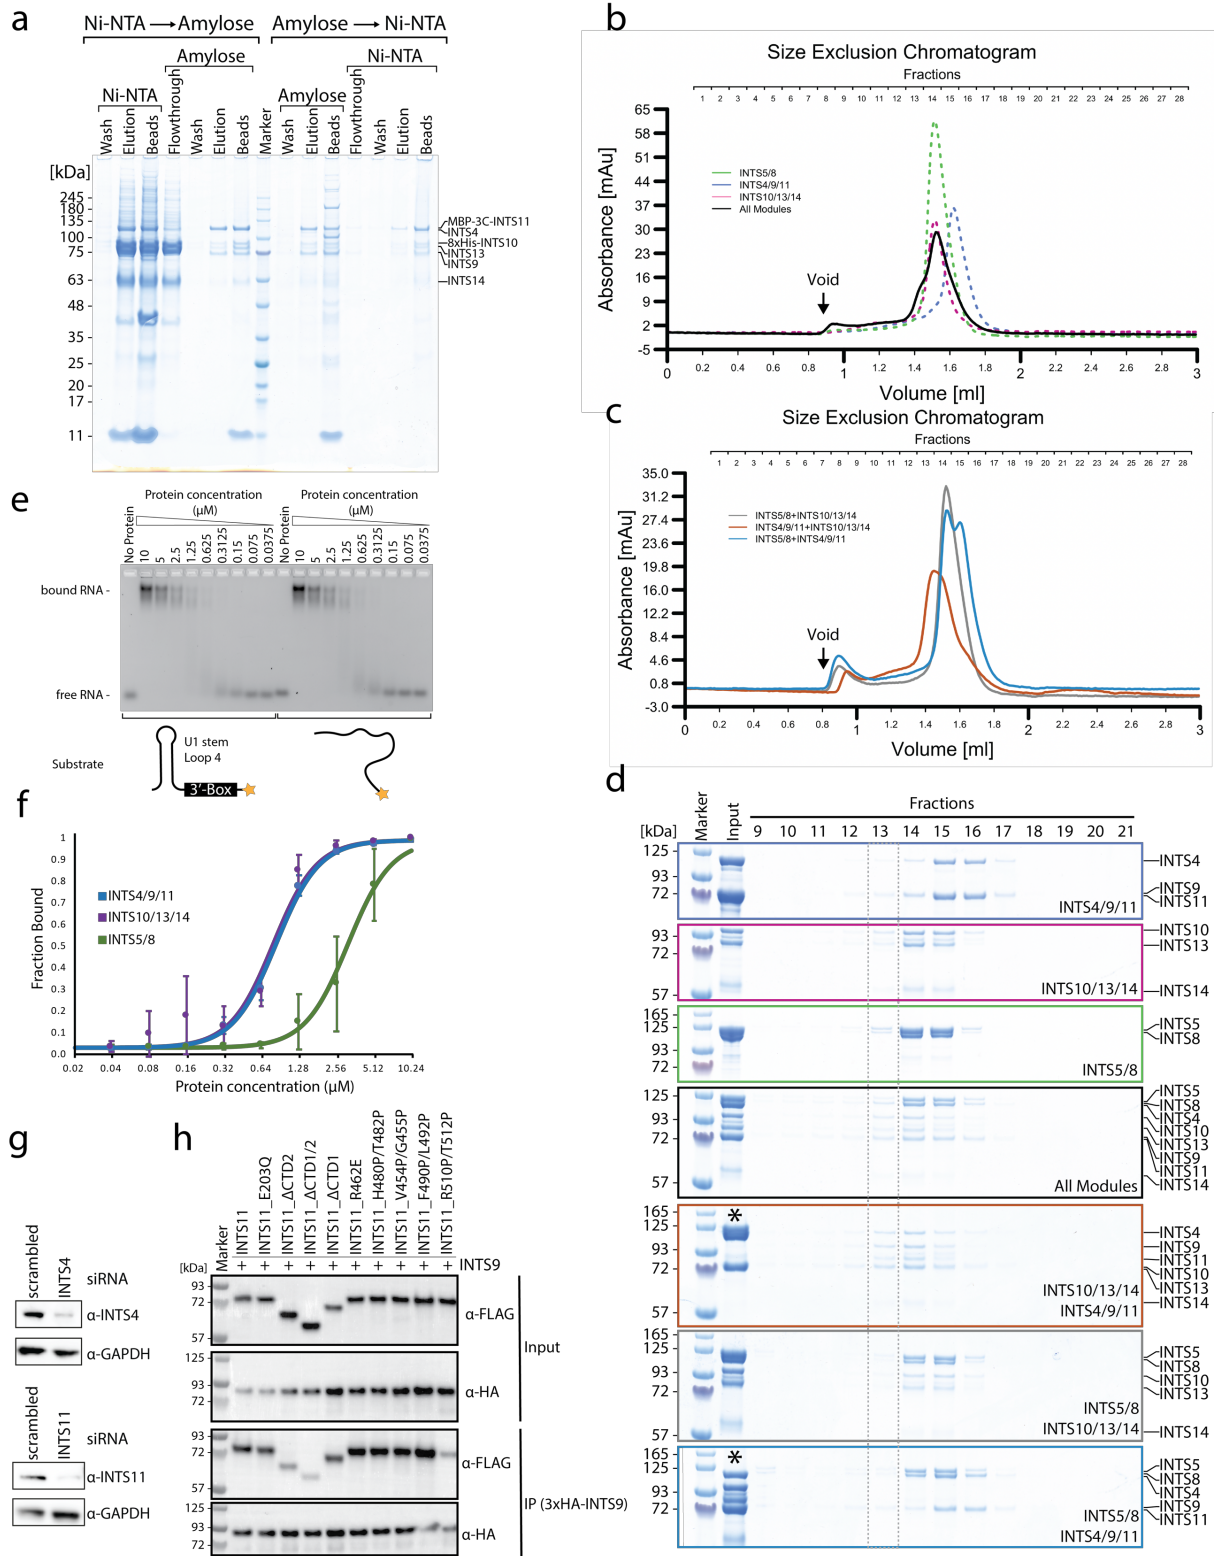 a
Ni-NTA → Amylose
Amylose → Ni-NTA
Amylose
Ni-NTA
Ni-NTA
Amylose
Wash
Elution
Beads
Flowthrough
Wash
Elution
Beads
Marker
Wash
Elution
Beads
Flowthrough
Wash
Elution
Beads
[kDa]
245
180
135
100
75
63
48
35
25
20
17
11
MBP-3C-INTS11
INTS4
8xHis-INTS10
INTS13
INTS9
INTS14
b
Size Exclusion Chromatogram
Fractions
1 2 3 4 5 6 7 8 9 10 11 12 13 14 15 16 17 18 19 20 21 22 23 24 25 26 27 28
Absorbance [mAu]
65
58
51
44
37
30
23
16
9
2
-5
INTS5/8
INTS4/9/11
INTS10/13/14
All Modules
Void
0 0.2 0.4 0.6 0.8 1 1.2 1.4 1.6 1.8 2 2.2 2.4 2.6 2.8 3
Volume [ml]
c
Size Exclusion Chromatogram
Fractions
1 2 3 4 5 6 7 8 9 10 11 12 13 14 15 16 17 18 19 20 21 22 23 24 25 26 27 28
Absorbance [mAu]
35.0
31.2
27.4
23.6
19.8
16.0
12.2
8.4
4.6
0.8
-3.0
INTS5/8+INTS10/13/14
INTS4/9/11+INTS10/13/14
INTS5/8+INTS4/9/11
Void
0 0.2 0.4 0.6 0.8 1 1.2 1.4 1.6 1.8 2 2.2 2.4 2.6 2.8 3
Volume [ml]
e
Protein concentration
(μM)
Protein concentration
(μM)
No Protein
10
5
2.5
1.25
0.625
0.3125
0.15
0.075
0.0375
No Protein
10
5
2.5
1.25
0.625
0.3125
0.15
0.075
0.0375
bound RNA -
free RNA -
Substrate
U1 stem
Loop 4
3'-Box
f
Fraction Bound
1
0.9
0.8
0.7
0.6
0.5
0.4
0.3
0.2
0.1
0.0
INTS4/9/11
INTS10/13/14
INTS5/8
0.02 0.04 0.08 0.16 0.32 0.64 1.28 2.56 5.12 10.24
Protein concentration (μM)
d
Fractions
[kDa]
Marker
Input
9 10 11 12 13 14 15 16 17 18 19 20 21
125
93
72
INTS4
INTS9
INTS11
INTS4/9/11
93
72
57
INTS10
INTS13
INTS14
INTS10/13/14
165
125
93
72
INTS5
INTS8
INTS5/8
125
93
72
57
INTS5
INTS8
INTS4
INTS10
INTS13
INTS9
INTS11
INTS14
All Modules
165
125
93
72
57
*
INTS4
INTS9
INTS11
INTS10
INTS13
INTS14
INTS10/13/14
INTS4/9/11
165
125
93
72
57
INTS5
INTS8
INTS10
INTS13
INTS14
INTS5/8
INTS10/13/14
165
125
93
72
*
INTS5
INTS8
INTS4
INTS9
INTS11
INTS5/8
INTS4/9/11
g
scrambled
INTS4
siRNA
α-INTS4
α-GAPDH
scrambled
INTS11
siRNA
α-INTS11
α-GAPDH
h
Marker
INTS11
INTS11_E203Q
INTS11_ΔCTD2
INTS11_ΔCTD1/2
INTS11_ΔCTD1
INTS11_R462E
INTS11_H480P/T482P
INTS11_V454P/G455P
INTS11_F490P/L492P
INTS11_R510P/T512P
[kDa]
+ + + + + + + + + + INTS9
93
72
57
α-FLAG
125
93
72
α-HA
Input
93
72
57
α-FLAG
125
93
72
α-HA
IP (3xHA-INTS9)